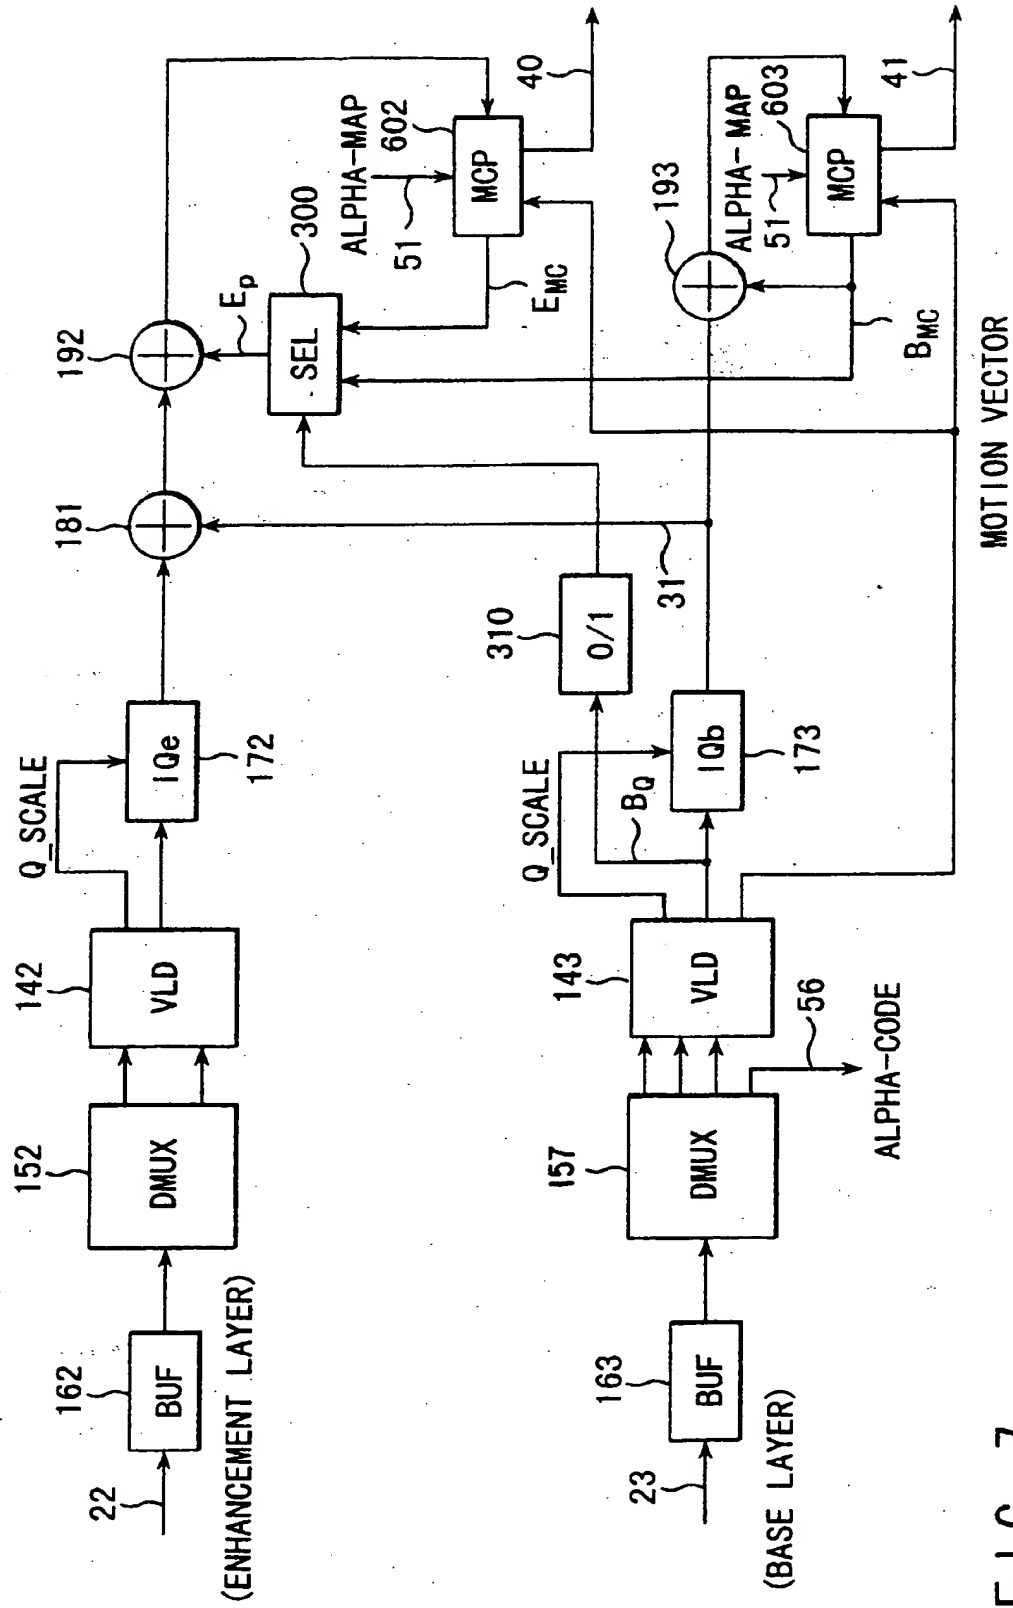 22
162
BUF
(ENHANCEMENT LAYER)
152
DMUX
142
VLD
Q_SCALE
IQe
172
181
192
Ep
300
SEL
ALPHA-MAP
51
602
MCP
EMC
40
23
163
BUF
(BASE LAYER)
157
DMUX
56
ALPHA-CODE
143
VLD
Q_SCALE
BQ
IQb
173
310
0/1
31
193
ALPHA-MAP
51
603
MCP
BMC
41
MOTION VECTOR
FIG. 7